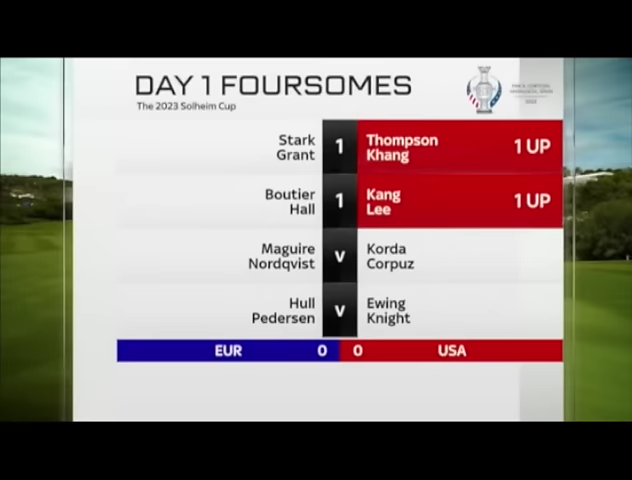 DAY 1 FOURSOMES
The 2023 Solheim Cup
Stark
Grant
1
Thompson
Khang
1 UP
Boutier
Hall
1
Kang
Lee
1 UP
Maguire
Nordqvist
v
Korda
Corpuz
Hull
Pedersen
v
Ewing
Knight
EUR 0 0 USA